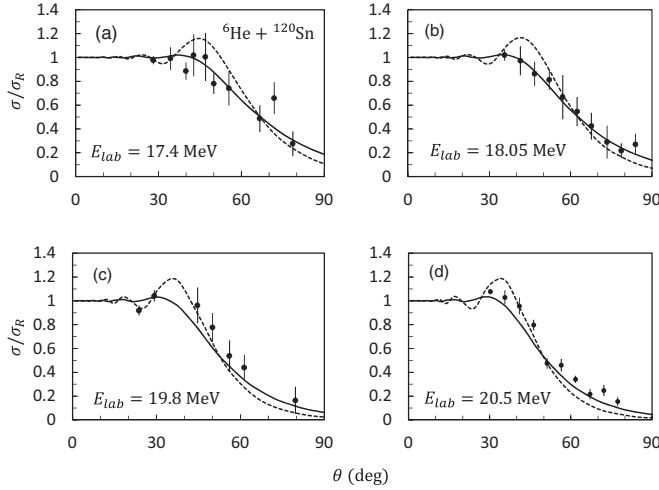 (a)
⁶He + ¹²⁰Sn
E_lab = 17.4 MeV
σ/σ_R
1.4
1.2
1
0.8
0.6
0.4
0.2
0
0 30 60 90
(b)
E_lab = 18.05 MeV
1.4
1.2
1
0.8
0.6
0.4
0.2
0
0 30 60 90
(c)
E_lab = 19.8 MeV
σ/σ_R
1.4
1.2
1
0.8
0.6
0.4
0.2
0
0 30 60 90
(d)
E_lab = 20.5 MeV
1.4
1.2
1
0.8
0.6
0.4
0.2
0
0 30 60 90
θ (deg)